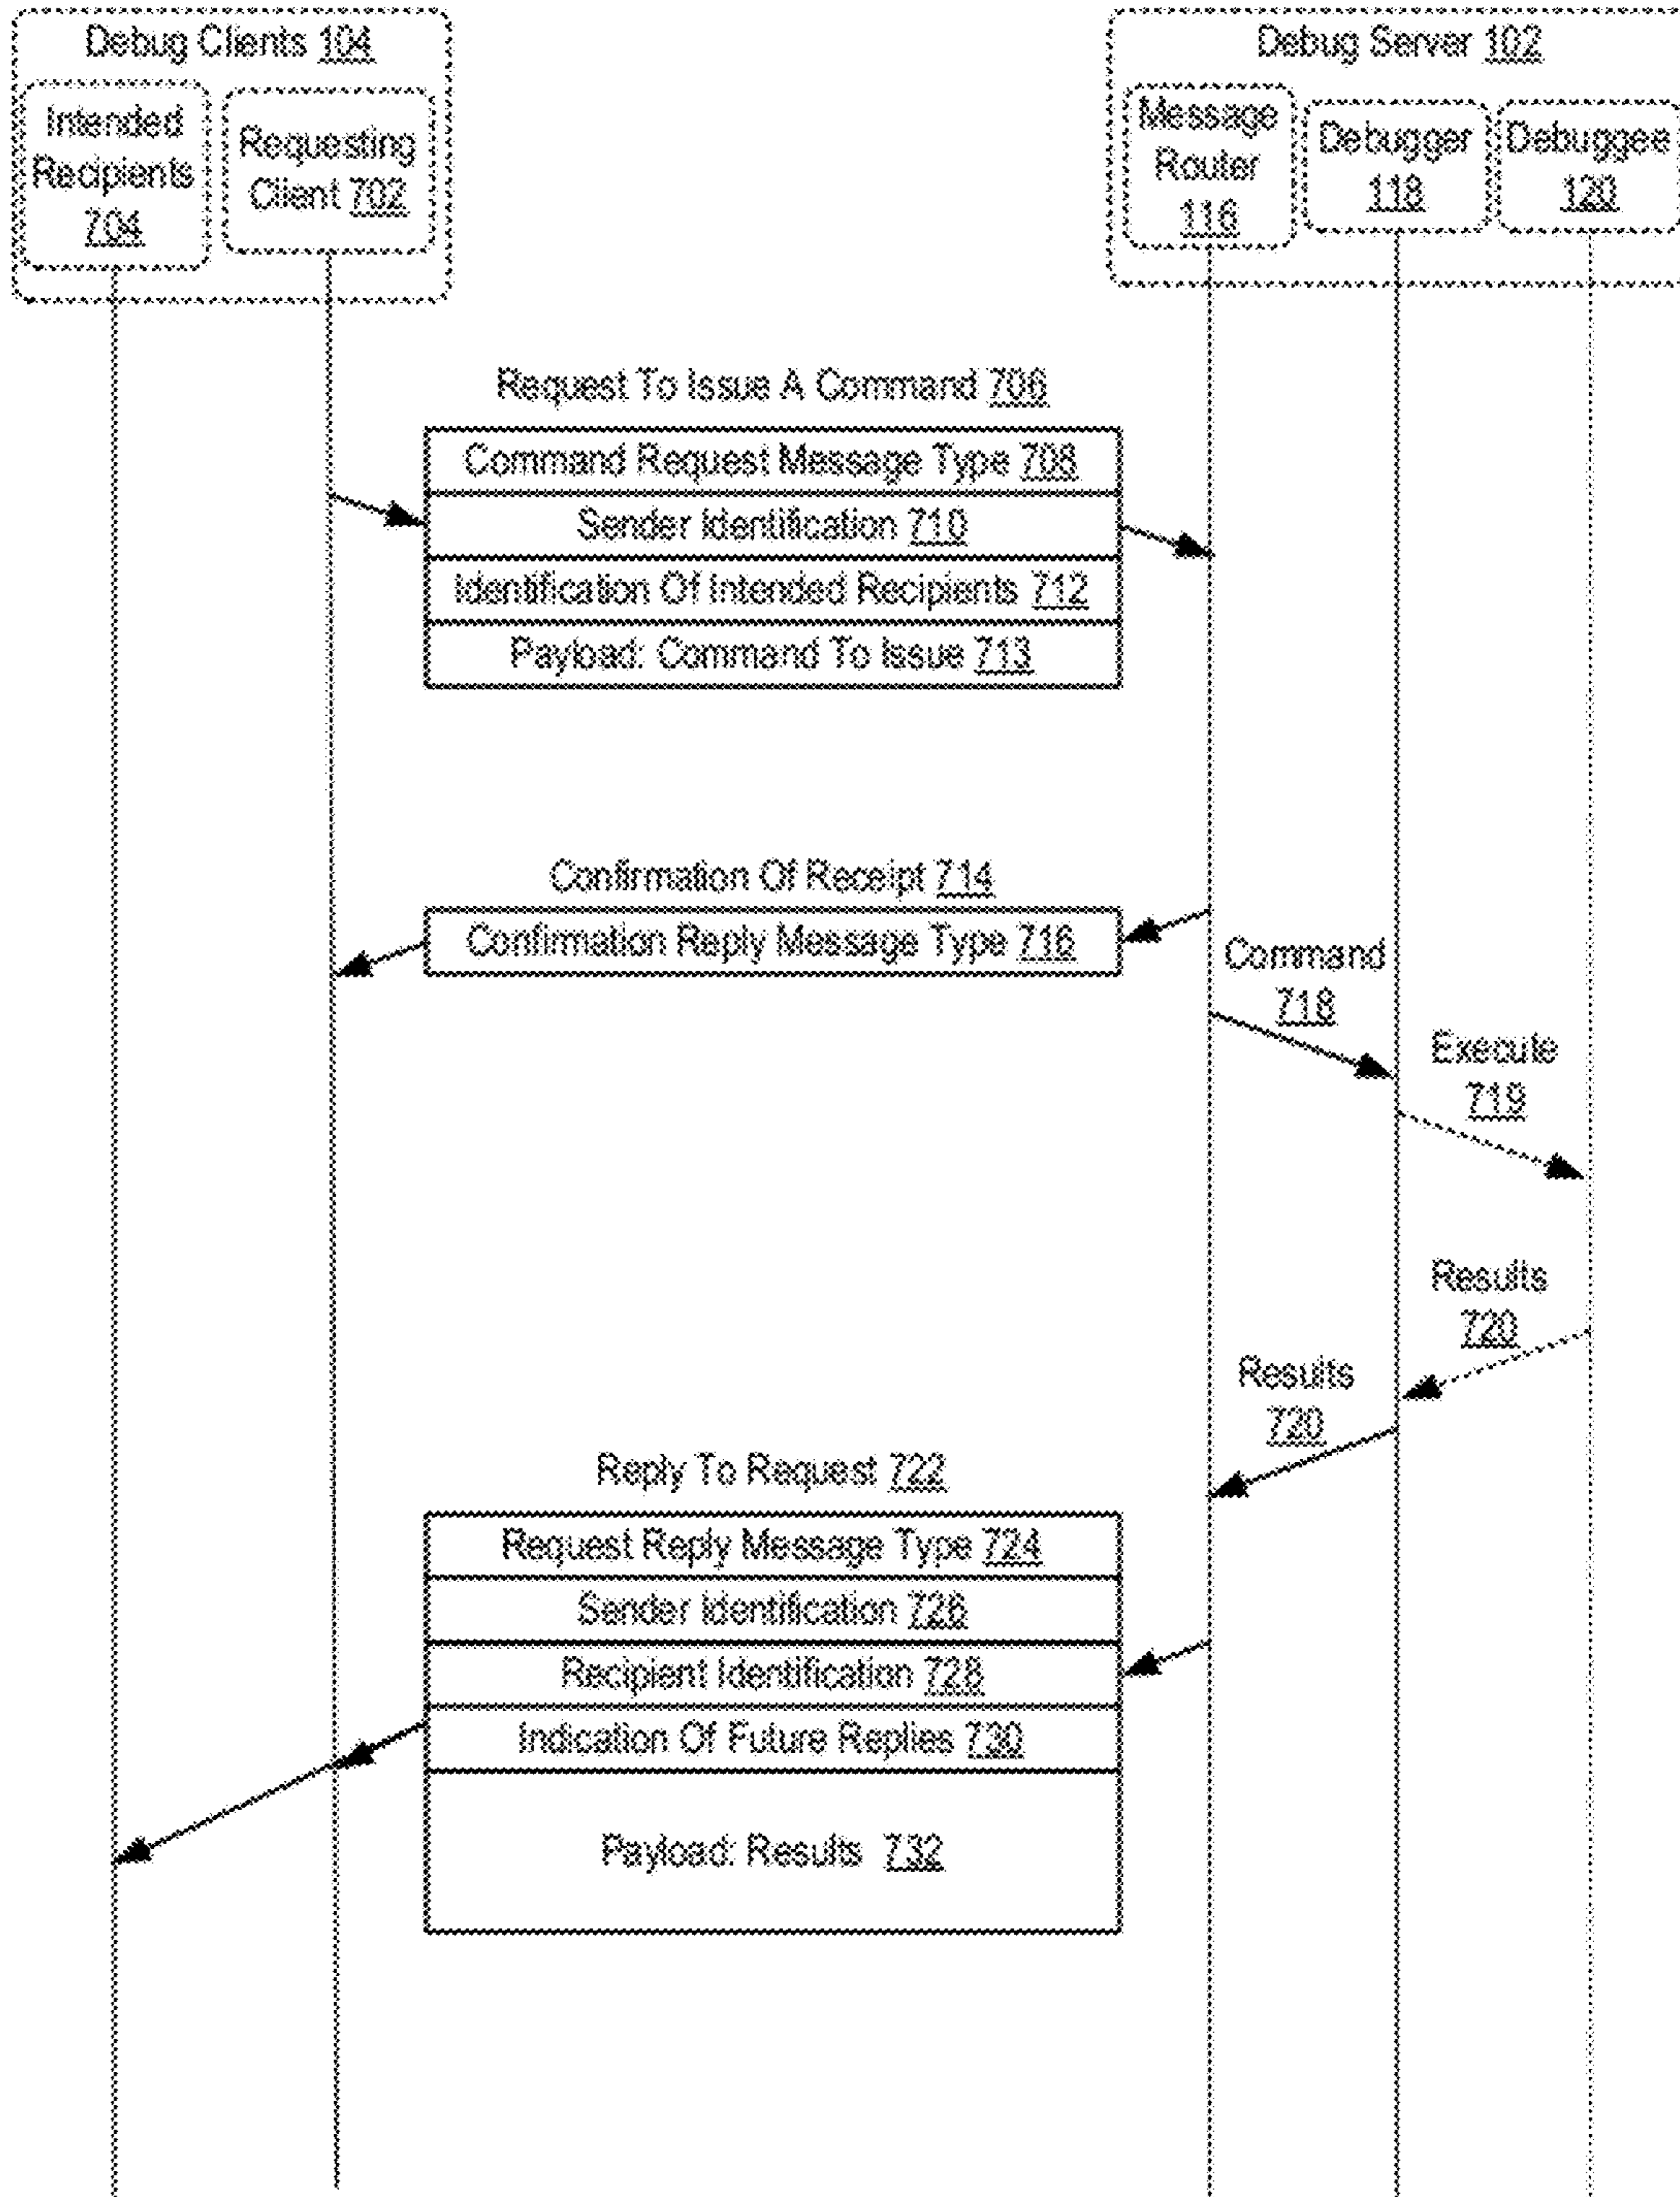 Debug Clients 104
Intended
Recipients
704
Requesting
Client 702
Debug Server 102
Message
Router
116
Debugger
118
Debuggee
120
Request To Issue A Command 706
Command Request Message Type 708
Sender Identification 710
Identification Of Intended Recipients 712
Payload: Command To Issue 713
Confirmation Of Receipt 714
Confirmation Reply Message Type 716
Command
718
Execute
719
Results
720
Results
720
Reply To Request 722
Request Reply Message Type 724
Sender Identification 726
Recipient Identification 728
Indication Of Future Replies 730
Payload: Results 732